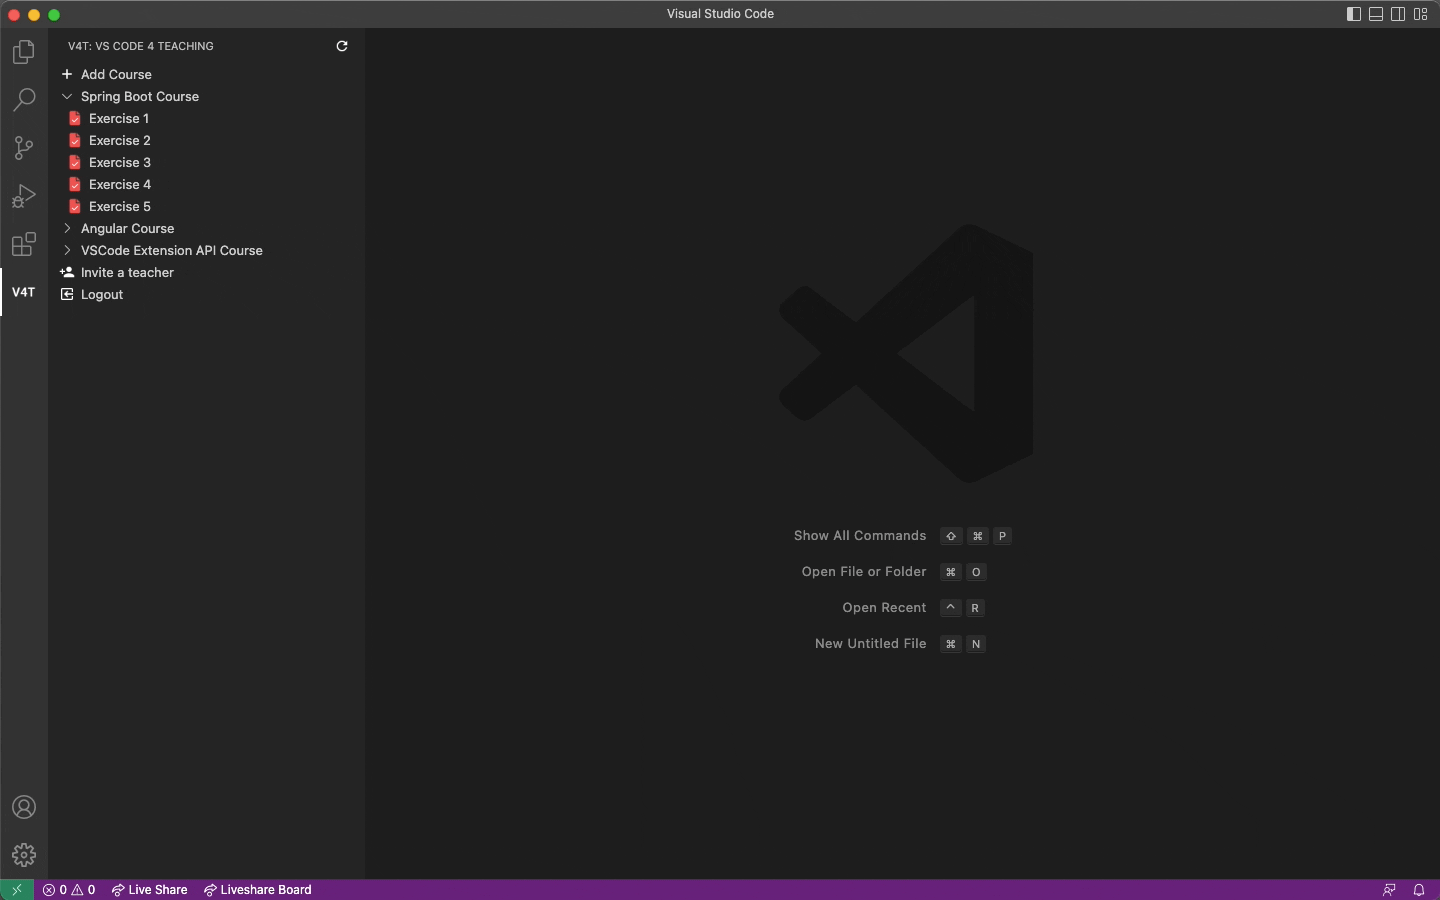 Visual Studio Code
V4T: VS CODE 4 TEACHING
Add Course
Spring Boot Course
Exercise 1
Exercise 2
Exercise 3
Exercise 4
Exercise 5
Angular Course
VSCode Extension API Course
Invite a teacher
Logout
V4T
Show All Commands ⇧ ⌘ P
Open File or Folder ⌘ O
Open Recent ^ R
New Untitled File ⌘ N
0 0 Live Share Liveshare Board